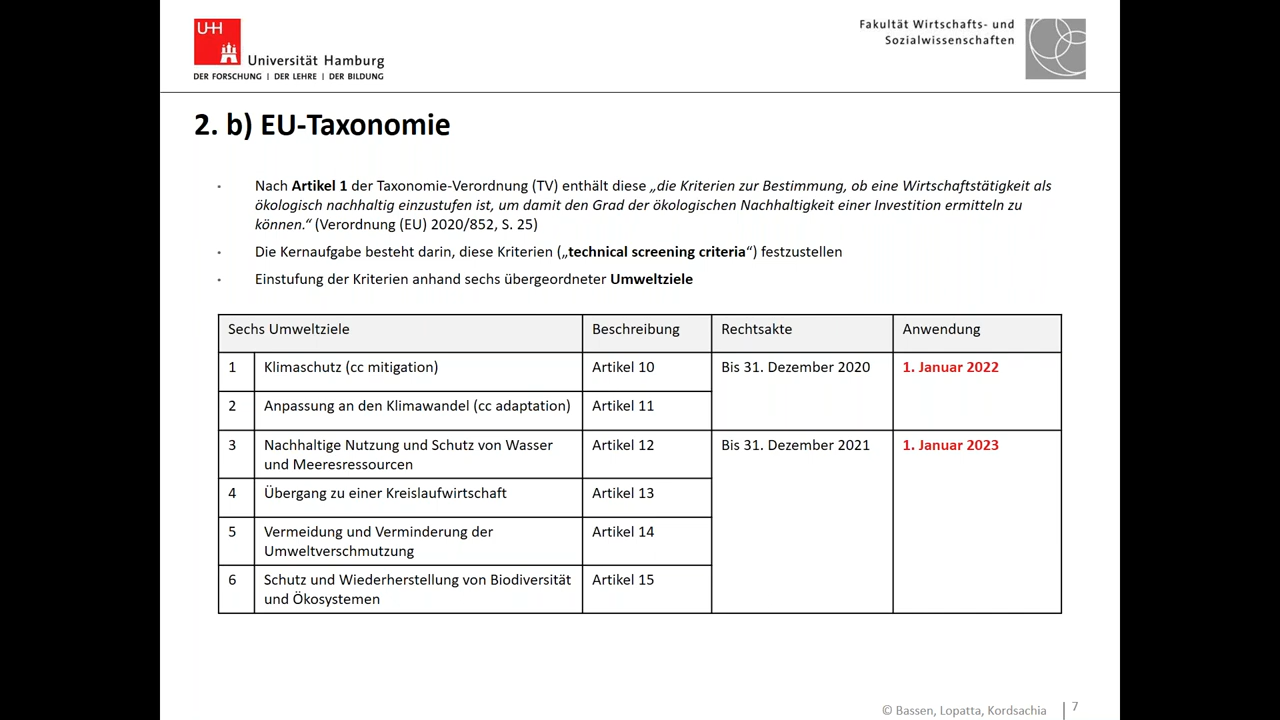 UHH
Universität Hamburg
DER FORSCHUNG | DER LEHRE | DER BILDUNG
Fakultät Wirtschafts- und
Sozialwissenschaften
2. b) EU-Taxonomie
• Nach Artikel 1 der Taxonomie-Verordnung (TV) enthält diese „die Kriterien zur Bestimmung, ob eine Wirtschaftstätigkeit als
ökologisch nachhaltig einzustufen ist, um damit den Grad der ökologischen Nachhaltigkeit einer Investition ermitteln zu
können.“ (Verordnung (EU) 2020/852, S. 25)
• Die Kernaufgabe besteht darin, diese Kriterien („technical screening criteria“) festzustellen
• Einstufung der Kriterien anhand sechs übergeordneter Umweltziele
Sechs Umweltziele Beschreibung Rechtsakte Anwendung
1 Klimaschutz (cc mitigation) Artikel 10 Bis 31. Dezember 2020 1. Januar 2022
2 Anpassung an den Klimawandel (cc adaptation) Artikel 11
3 Nachhaltige Nutzung und Schutz von Wasser Artikel 12 Bis 31. Dezember 2021 1. Januar 2023
und Meeresressourcen
4 Übergang zu einer Kreislaufwirtschaft Artikel 13
5 Vermeidung und Verminderung der Artikel 14
Umweltverschmutzung
6 Schutz und Wiederherstellung von Biodiversität Artikel 15
und Ökosystemen
© Bassen, Lopatta, Kordsachia | 7